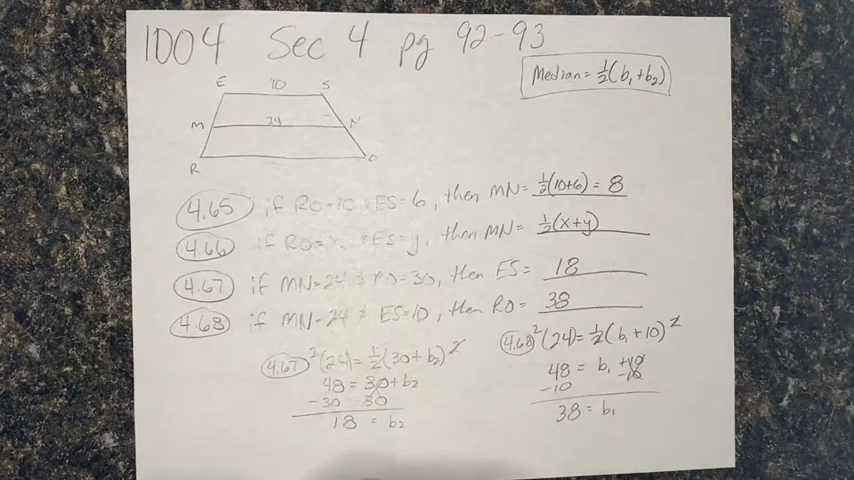 1004 Sec 4 pg 92-93
Median = ½(b₁+b₂)
E 10 S
M 24 N
R O
4.65 if RO=10 & ES=6, then MN= ½(10+6) = 8
4.66 if RO=x & ES=y, then MN= ½(x+y)
4.67 if MN=24 & RO=30, then ES= 18
4.68 if MN=24 & ES=10, then RO= 38
4.67 ²(24)=½(30+b₂)²
48 = 30+b₂
-30 -30
18 = b₂
4.68 ²(24)=½(b₁+10)²
48 = b₁ +10
-10 -10
38 = b₁